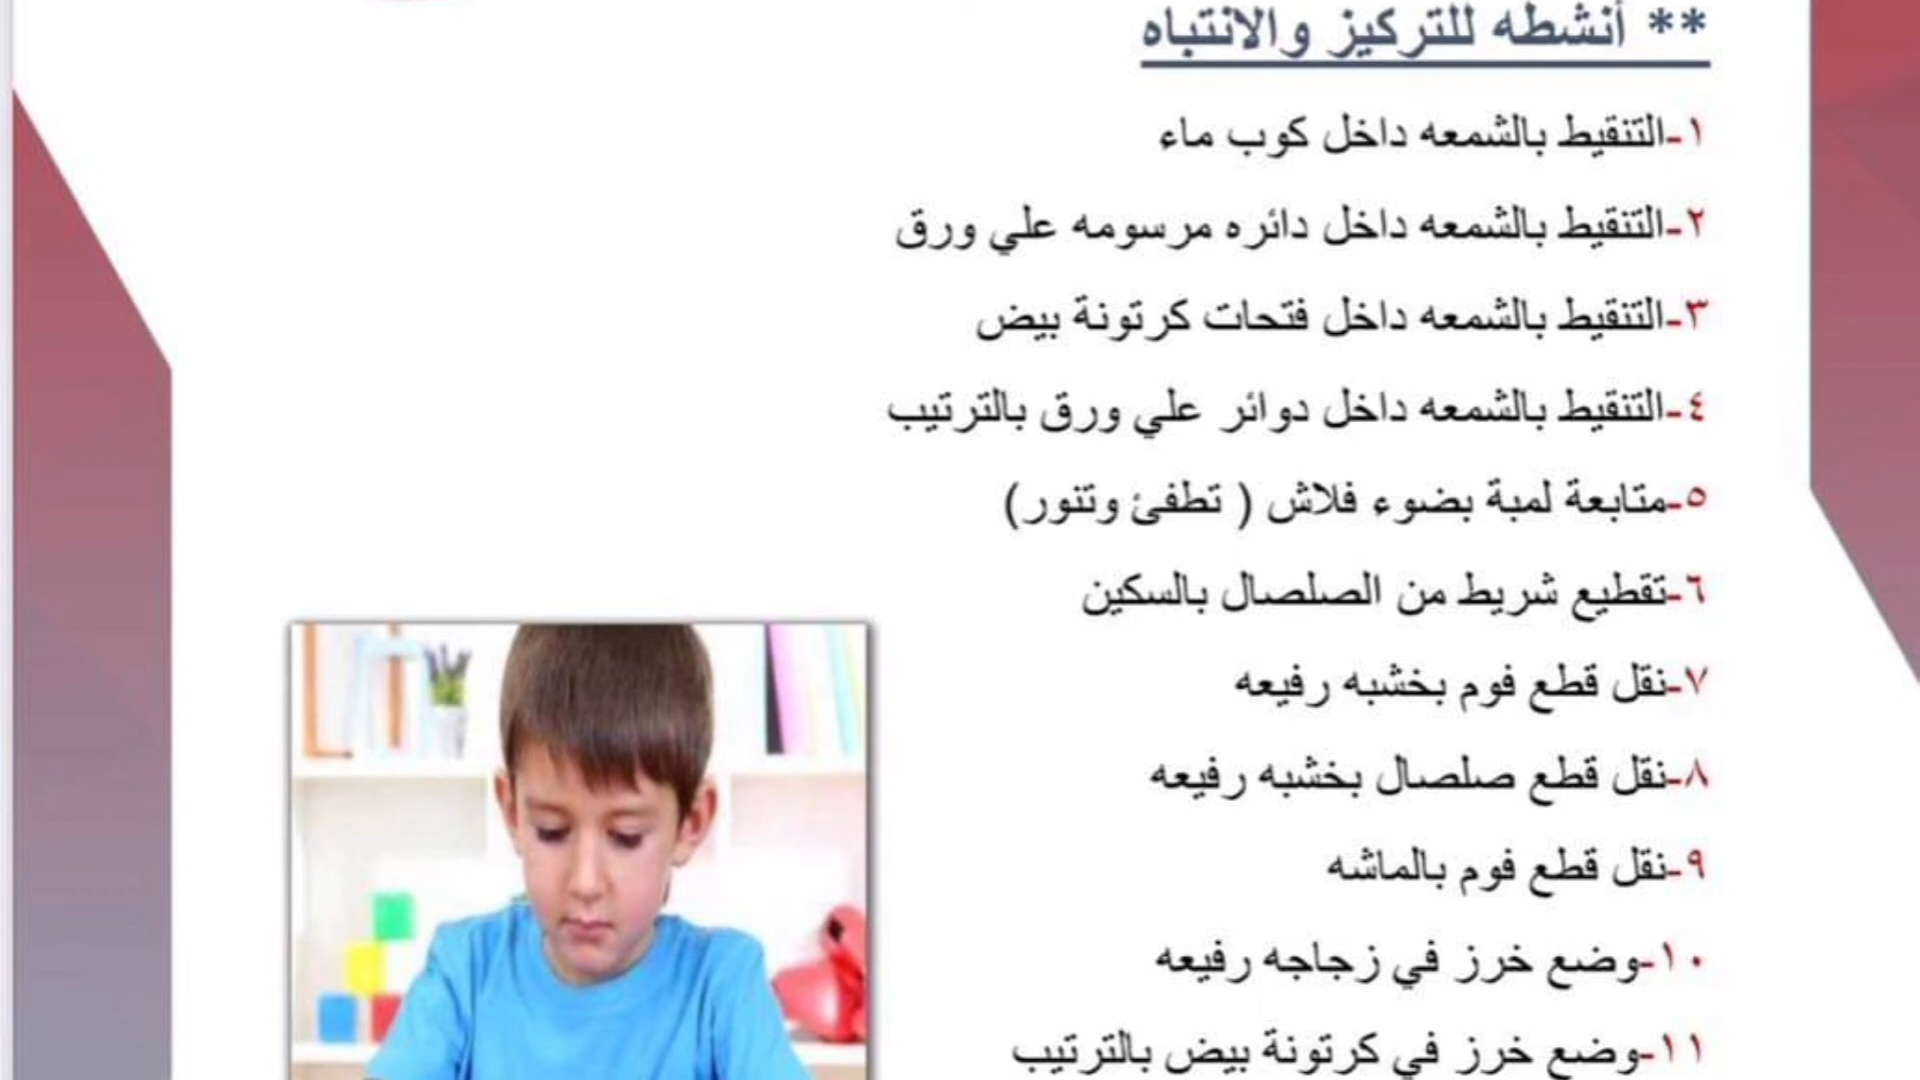 ** أنشطه للتركيز والانتباه
١-التنقيط بالشمعه داخل كوب ماء
٢-التنقيط بالشمعه داخل دائره مرسومه علي ورق
٣-التنقيط بالشمعه داخل فتحات كرتونة بيض
٤-التنقيط بالشمعه داخل دوائر علي ورق بالترتيب
٥-متابعة لمبة بضوء فلاش ( تطفئ وتنور)
٦-تقطيع شريط من الصلصال بالسكين
٧-نقل قطع فوم بخشبه رفيعه
٨-نقل قطع صلصال بخشبه رفيعه
٩-نقل قطع فوم بالماشه
١٠-وضع خرز في زجاجه رفيعه
١١-وضع خرز في كرتونة بيض بالترتيب